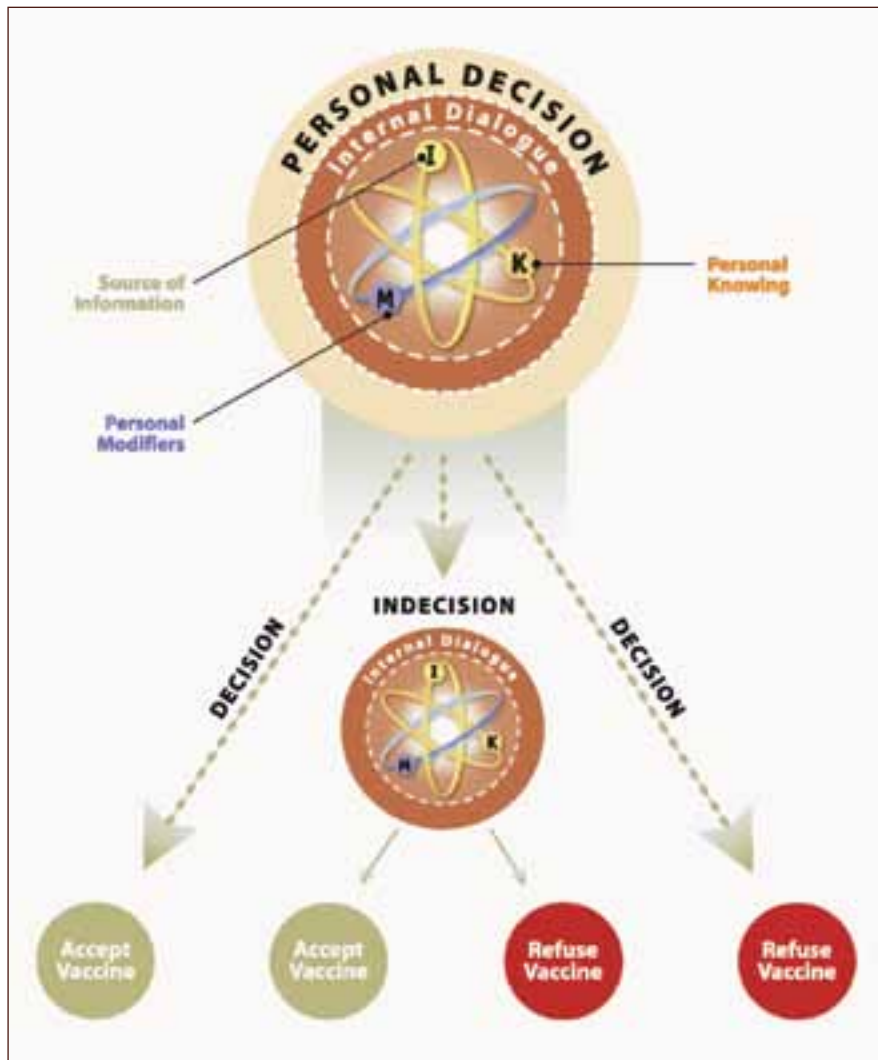 PERSONAL DECISION
Internal Dialogue
I
K
M
Source of
Information
Personal
Knowing
Personal
Modifiers
INDECISION
DECISION
DECISION
Internal Dialogue
I
K
M
Accept
Vaccine
Accept
Vaccine
Refuse
Vaccine
Refuse
Vaccine